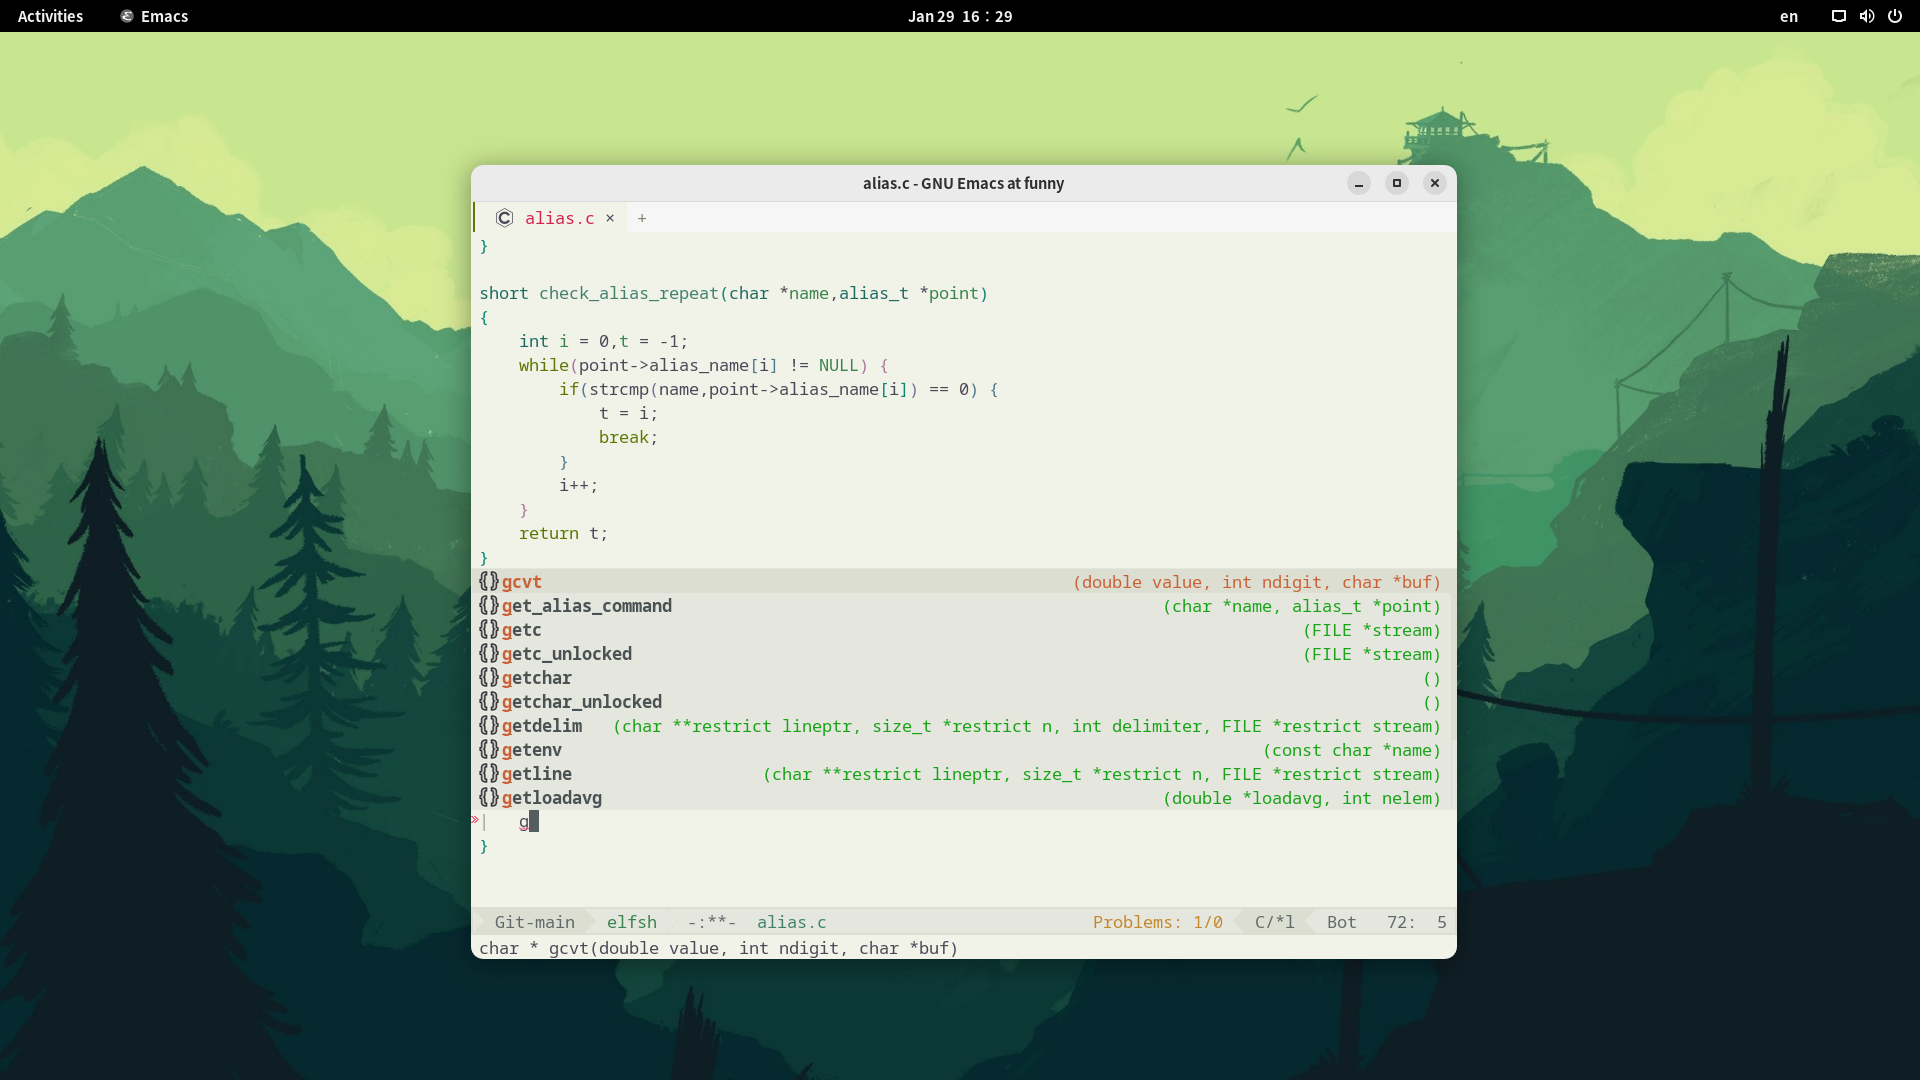 Activities Emacs Jan 29 16:29 en
alias.c - GNU Emacs at funny
alias.c × +
}
short check_alias_repeat(char *name,alias_t *point)
{
int i = 0,t = -1;
while(point->alias_name[i] != NULL) {
if(strcmp(name,point->alias_name[i]) == 0) {
t = i;
break;
}
i++;
}
return t;
}
{}gcvt (double value, int ndigit, char *buf)
{}get_alias_command (char *name, alias_t *point)
{}getc (FILE *stream)
{}getc_unlocked (FILE *stream)
{}getchar ()
{}getchar_unlocked ()
{}getdelim (char **restrict lineptr, size_t *restrict n, int delimiter, FILE *restrict stream)
{}getenv (const char *name)
{}getline (char **restrict lineptr, size_t *restrict n, FILE *restrict stream)
{}getloadavg (double *loadavg, int nelem)
»| g
}
Git-main elfsh -:**- alias.c Problems: 1/0 C/*l Bot 72: 5
char * gcvt(double value, int ndigit, char *buf)